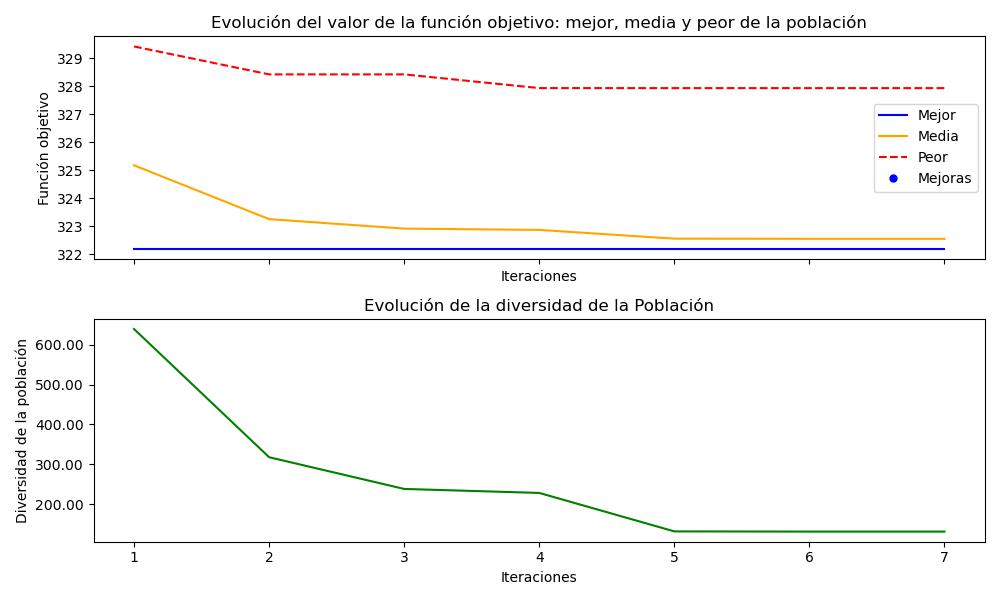 Evolución del valor de la función objetivo: mejor, media y peor de la población
Función objetivo
329
328
327
326
325
324
323
322
Mejor
Media
Peor
Mejoras
Iteraciones
Evolución de la diversidad de la Población
Diversidad de la población
600.00
500.00
400.00
300.00
200.00
1 2 3 4 5 6 7
Iteraciones